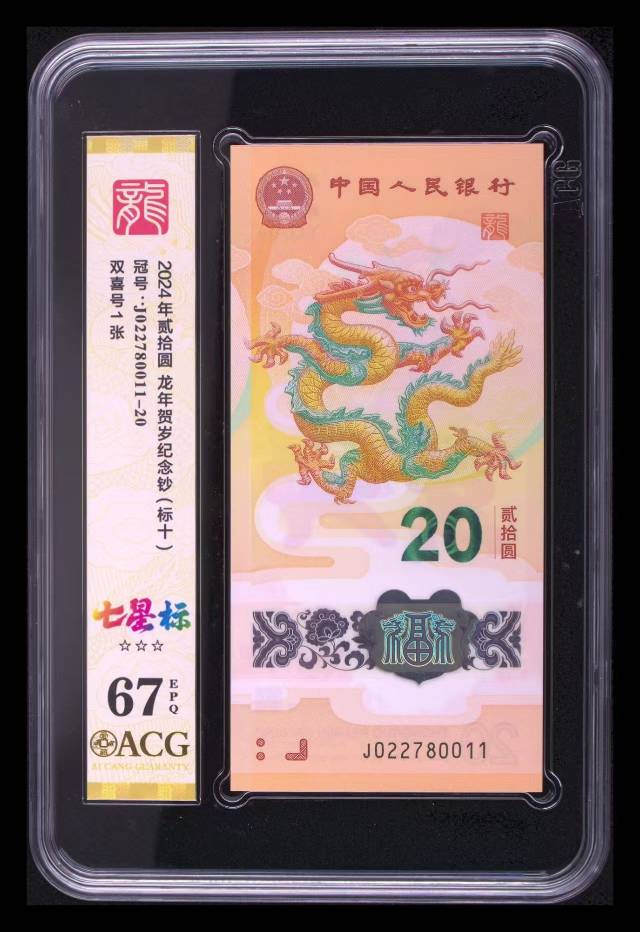 龍
2024年贰拾圆 龙年贺岁纪念钞（标十）
冠号：J022780011-20
双喜号1张
七星标
☆☆☆
67 EPQ
ACG
AI CANG GUARANTY
中国人民银行
龍
20 贰拾圆
福
J022780011
ACG